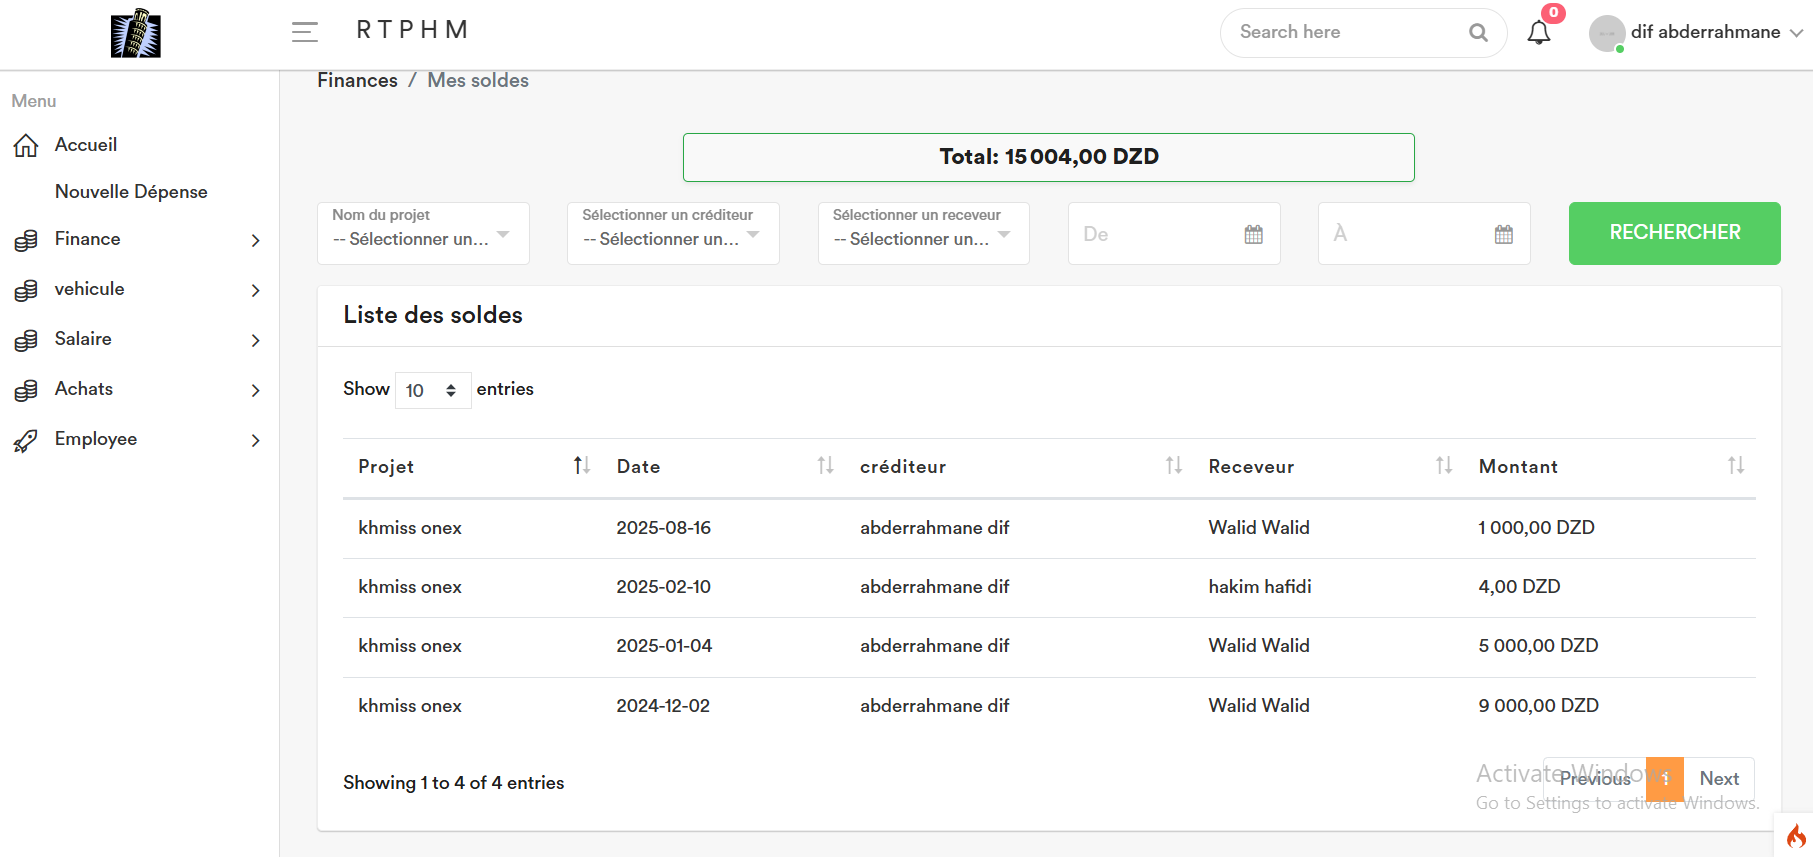 RTPHM
Search here
0
dif abderrahmane
Menu
Accueil
Nouvelle Dépense
Finance
vehicule
Salaire
Achats
Employee
Finances / Mes soldes
Total: 15 004,00 DZD
Nom du projet
-- Sélectionner un...
Sélectionner un créditeur
-- Sélectionner un...
Sélectionner un receveur
-- Sélectionner un...
De
À
RECHERCHER
Liste des soldes
Show 10 entries
Projet Date créditeur Receveur Montant
khmiss onex 2025-08-16 abderrahmane dif Walid Walid 1 000,00 DZD
khmiss onex 2025-02-10 abderrahmane dif hakim hafidi 4,00 DZD
khmiss onex 2025-01-04 abderrahmane dif Walid Walid 5 000,00 DZD
khmiss onex 2024-12-02 abderrahmane dif Walid Walid 9 000,00 DZD
Showing 1 to 4 of 4 entries
Previous 1 Next
Activate Windows
Go to Settings to activate Windows.